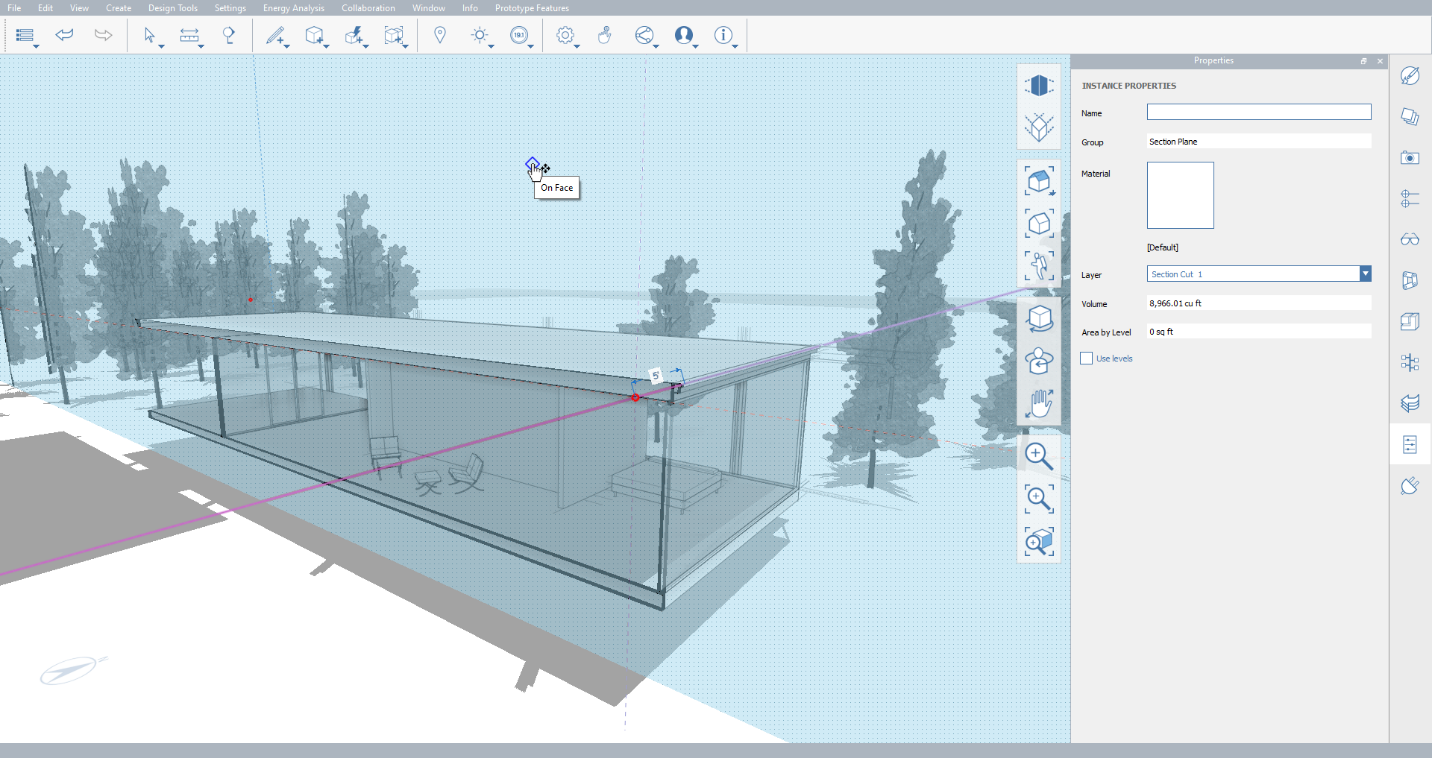 File Edit View Create Design Tools Settings Energy Analysis Collaboration Window Info Prototype Features
Properties
INSTANCE PROPERTIES
Name
Group Section Plane
Material
[Default]
Layer Section Cut 1
Volume 8,966.01 cu ft
Area by Level 0 sq ft
Use levels
On Face
5'